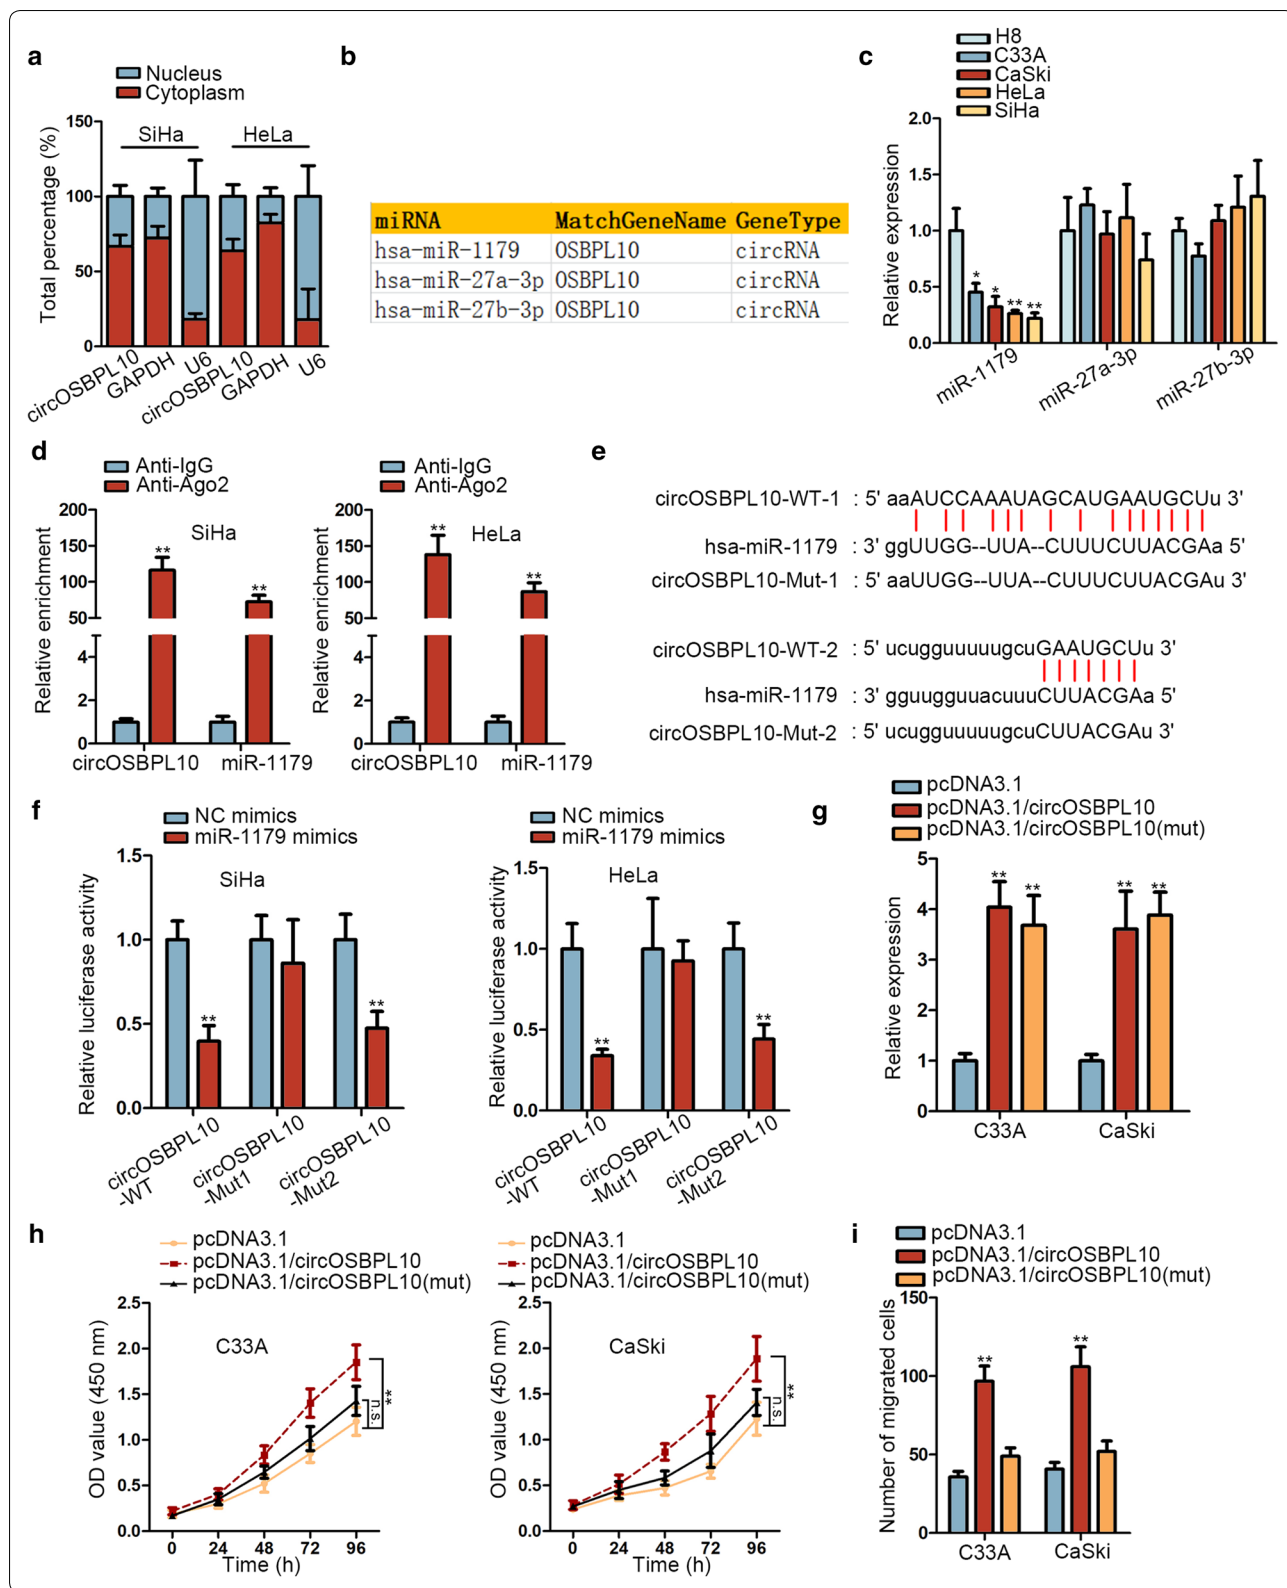 a
Nucleus
Cytoplasm
Total percentage (%)
150
100
50
0
SiHa
HeLa
circOSBPL10
GAPDH
U6
circOSBPL10
GAPDH
U6
b
miRNA MatchGeneName GeneType
hsa-miR-1179 OSBPL10 circRNA
hsa-miR-27a-3p OSBPL10 circRNA
hsa-miR-27b-3p OSBPL10 circRNA
c
H8
C33A
CaSki
HeLa
SiHa
Relative expression
2.0
1.5
1.0
0.5
0.0
* * ** **
miR-1179
miR-27a-3p
miR-27b-3p
d
Anti-IgG
Anti-Ago2
Relative enrichment
200
150
100
50
4
2
0
SiHa
**
**
circOSBPL10 miR-1179
Anti-IgG
Anti-Ago2
Relative enrichment
200
150
100
50
4
2
0
HeLa
**
**
circOSBPL10 miR-1179
e
circOSBPL10-WT-1 : 5' aaAUCCAAAUAGCAUGAAUGCUu 3'
hsa-miR-1179 : 3' ggUUGG--UUA--CUUUCUUACGAa 5'
circOSBPL10-Mut-1 : 5' aaUUGG--UUA--CUUUCUUACGAu 3'
circOSBPL10-WT-2 : 5' ucugguuuuugcuGAAUGCUu 3'
hsa-miR-1179 : 3' gguugguuacuuuCUUACGAa 5'
circOSBPL10-Mut-2 : 5' ucugguuuuugcuCUUACGAu 3'
f
NC mimics
miR-1179 mimics
Relative luciferase activity
1.5
1.0
0.5
0.0
SiHa
**
**
circOSBPL10
-WT
circOSBPL10
-Mut1
circOSBPL10
-Mut2
NC mimics
miR-1179 mimics
Relative luciferase activity
1.5
1.0
0.5
0.0
HeLa
**
**
circOSBPL10
-WT
circOSBPL10
-Mut1
circOSBPL10
-Mut2
g
pcDNA3.1
pcDNA3.1/circOSBPL10
pcDNA3.1/circOSBPL10(mut)
Relative expression
5
4
3
2
1
0
** ** ** **
C33A CaSki
h
pcDNA3.1
pcDNA3.1/circOSBPL10
pcDNA3.1/circOSBPL10(mut)
OD value (450 nm)
2.5
2.0
1.5
1.0
0.5
0.0
C33A
**
n.s.
0 24 48 72 96
Time (h)
pcDNA3.1
pcDNA3.1/circOSBPL10
pcDNA3.1/circOSBPL10(mut)
OD value (450 nm)
2.5
2.0
1.5
1.0
0.5
0.0
CaSki
**
n.s.
0 24 48 72 96
Time (h)
i
pcDNA3.1
pcDNA3.1/circOSBPL10
pcDNA3.1/circOSBPL10(mut)
Number of migrated cells
150
100
50
0
**
**
C33A CaSki